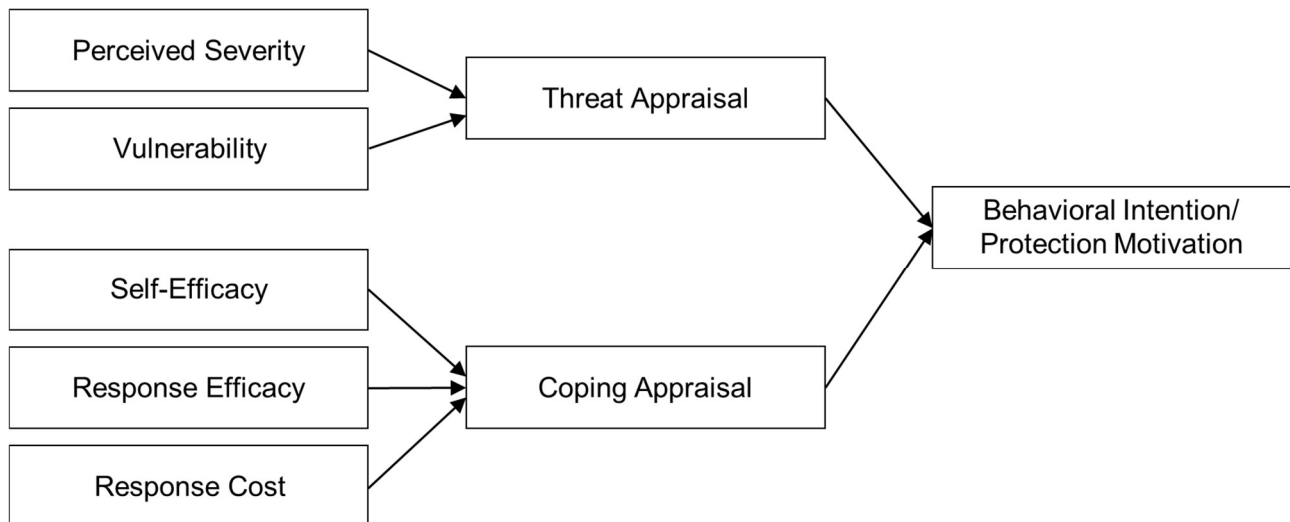 Perceived Severity
Vulnerability
Threat Appraisal
Behavioral Intention/
Protection Motivation
Self-Efficacy
Response Efficacy
Response Cost
Coping Appraisal